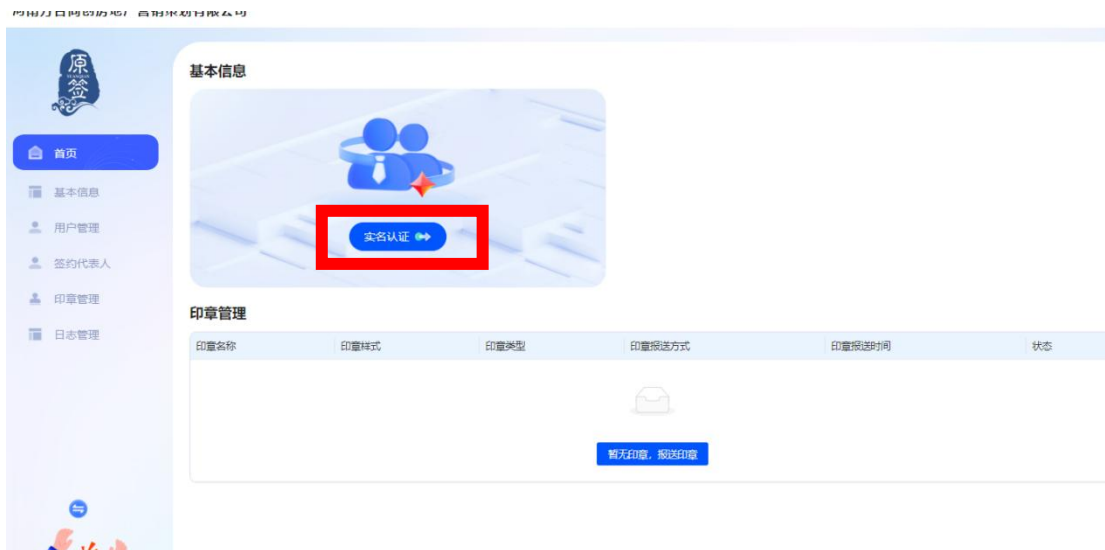 原
签
基本信息
首页
基本信息
用户管理
实名认证
签约代表人
印章管理
印章管理
日志管理
印章名称 印章样式 印章类型 印章报送方式 印章报送时间 状态
暂无印章，报送印章